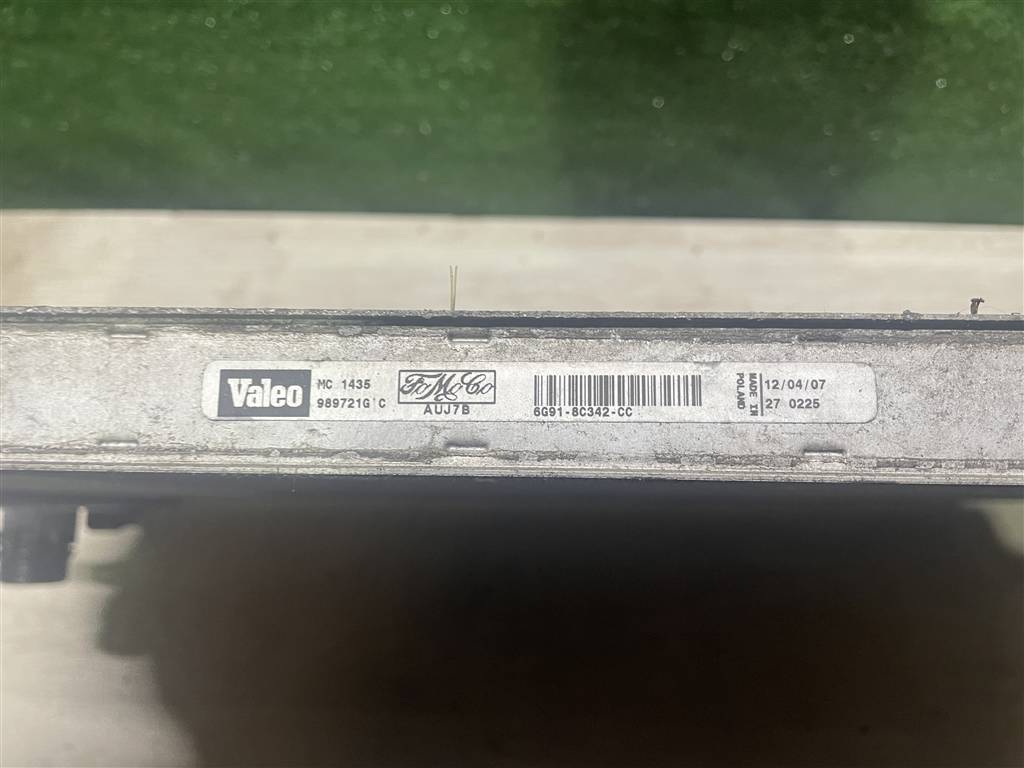 Valeo
MC 1435
989721G C
FoMoCo
AUJ7B
6G91-8C342-CC
MADE IN
POLAND
12/04/07
27 0225